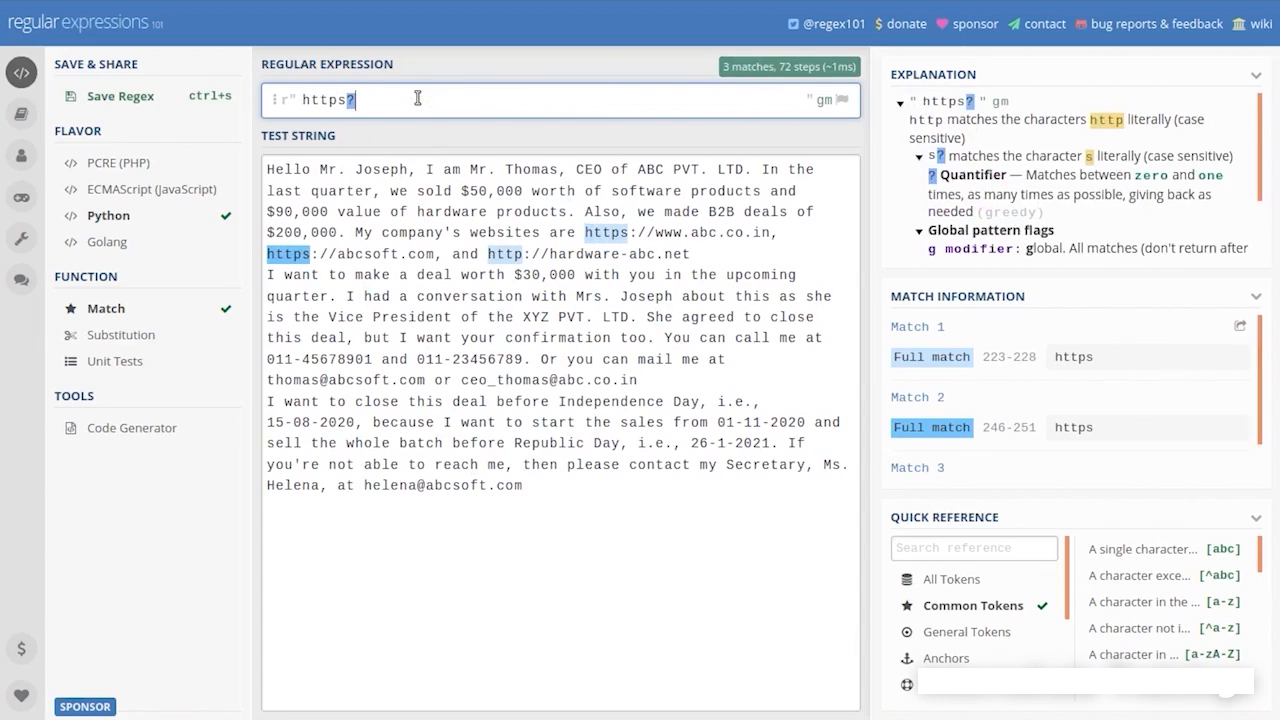 regular expressions 101
@regex101
donate
sponsor
contact
bug reports & feedback
wiki
SAVE & SHARE
Save Regex ctrl+s
FLAVOR
PCRE (PHP)
ECMAScript (JavaScript)
Python
Golang
FUNCTION
Match
Substitution
Unit Tests
TOOLS
Code Generator
SPONSOR
REGULAR EXPRESSION
3 matches, 72 steps (~1ms)
r" https? " gm
TEST STRING
Hello Mr. Joseph, I am Mr. Thomas, CEO of ABC PVT. LTD. In the
last quarter, we sold $50,000 worth of software products and
$90,000 value of hardware products. Also, we made B2B deals of
$200,000. My company's websites are https://www.abc.co.in,
https://abcsoft.com, and http://hardware-abc.net
I want to make a deal worth $30,000 with you in the upcoming
quarter. I had a conversation with Mrs. Joseph about this as she
is the Vice President of the XYZ PVT. LTD. She agreed to close
this deal, but I want your confirmation too. You can call me at
011-45678901 and 011-23456789. Or you can mail me at
thomas@abcsoft.com or ceo_thomas@abc.co.in
I want to close this deal before Independence Day, i.e.,
15-08-2020, because I want to start the sales from 01-11-2020 and
sell the whole batch before Republic Day, i.e., 26-1-2021. If
you're not able to reach me, then please contact my Secretary, Ms.
Helena, at helena@abcsoft.com
EXPLANATION
" https? " gm
http matches the characters http literally (case
sensitive)
s? matches the character s literally (case sensitive)
? Quantifier — Matches between zero and one
times, as many times as possible, giving back as
needed (greedy)
Global pattern flags
g modifier: global. All matches (don't return after
MATCH INFORMATION
Match 1
Full match 223-228 https
Match 2
Full match 246-251 https
Match 3
QUICK REFERENCE
Search reference
All Tokens
Common Tokens
General Tokens
Anchors
A single character... [abc]
A character exce... [^abc]
A character in the ... [a-z]
A character not i... [^a-z]
A character in ... [a-zA-Z]